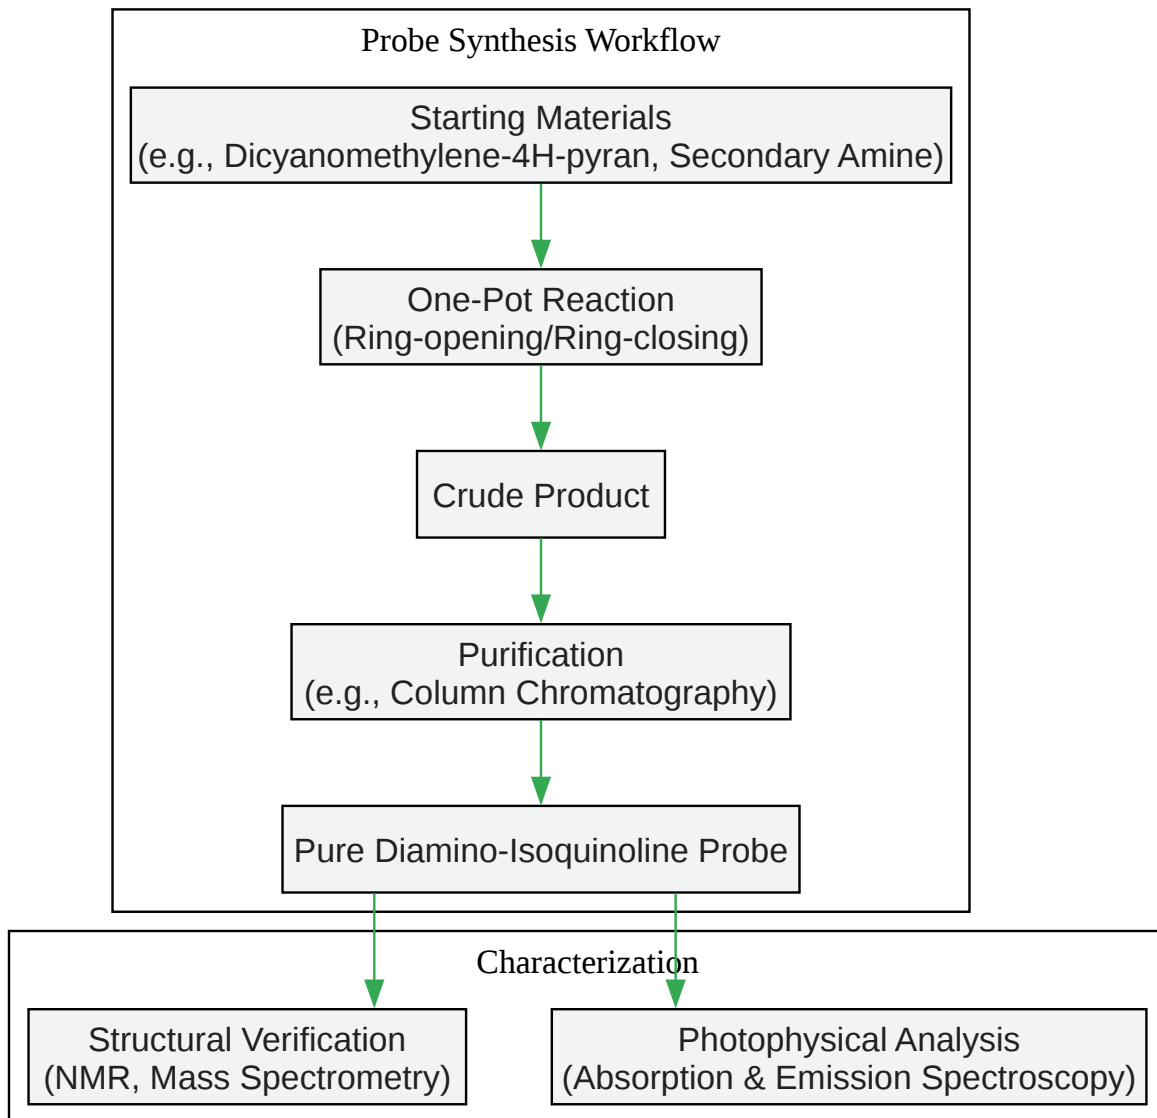 Probe Synthesis Workflow
Starting Materials
(e.g., Dicyanomethylene-4H-pyran, Secondary Amine)
One-Pot Reaction
(Ring-opening/Ring-closing)
Crude Product
Purification
(e.g., Column Chromatography)
Pure Diamino-Isoquinoline Probe
Characterization
Structural Verification
(NMR, Mass Spectrometry)
Photophysical Analysis
(Absorption & Emission Spectroscopy)